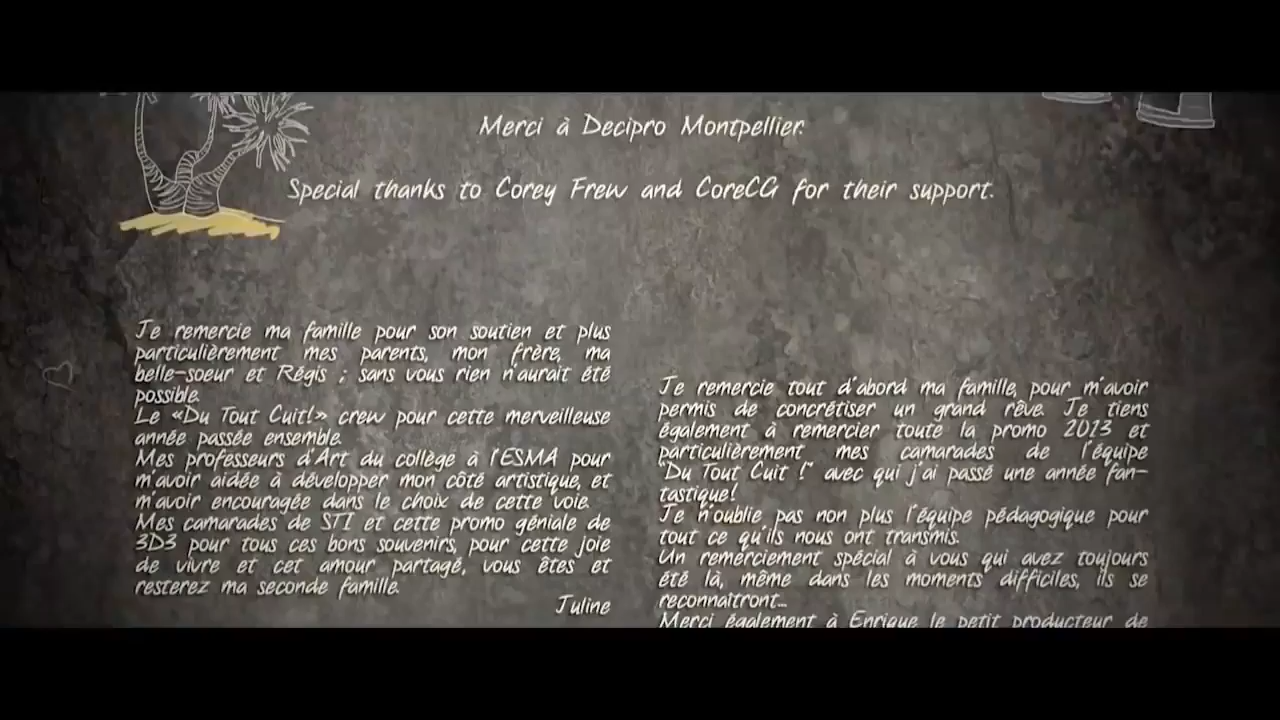 Merci à Decipro Montpellier.
Special thanks to Corey Frew and CoreCG for their support.
Je remercie ma famille pour son soutien et plus
particulièrement mes parents, mon frère, ma
belle-soeur et Régis ; sans vous rien n'aurait été
possible.
Le «Du Tout Cuit!» crew pour cette merveilleuse
année passée ensemble.
Mes professeurs d'Art du collège à l'ESMA pour
m'avoir aidée à développer mon côté artistique, et
m'avoir encouragée dans le choix de cette voie.
Mes camarades de STI et cette promo géniale de
3D3 pour tous ces bons souvenirs, pour cette joie
de vivre et cet amour partagé, vous êtes et
resterez ma seconde famille.
Juline
Je remercie tout d'abord ma famille, pour m'avoir
permis de concrétiser un grand rêve. Je tiens
également à remercier toute la promo 2013 et
particulièrement mes camarades de l'équipe
"Du Tout Cuit !" avec qui j'ai passé une année fan-
tastique!
Je n'oublie pas non plus l'équipe pédagogique pour
tout ce qu'ils nous ont transmis.
Un remerciement spécial à vous qui avez toujours
été là, même dans les moments difficiles, ils se
reconnaîtront...
Merci également à Enrique le petit producteur de